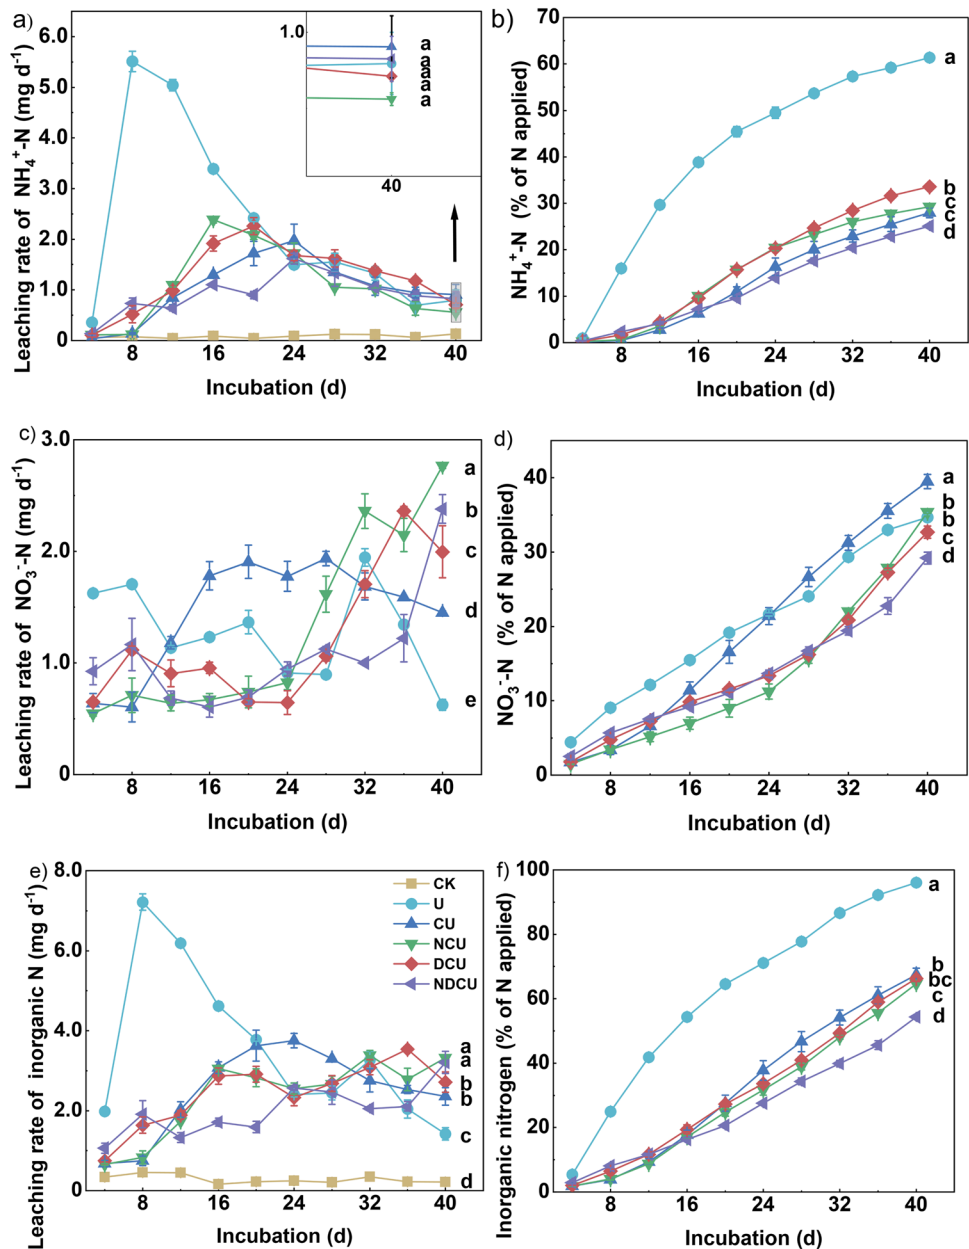 a)
Leaching rate of NH4+-N (mg d-1)
6.0
5.0
4.0
3.0
2.0
1.0
0
8
16
24
32
40
Incubation (d)
1.0
40
a
a
a
a
a
b)
NH4+-N (% of N applied)
70
60
50
40
30
20
10
0
8
16
24
32
40
Incubation (d)
a
b
c
c
d
c)
Leaching rate of NO3--N (mg d-1)
3.0
2.0
1.0
0
8
16
24
32
40
Incubation (d)
a
b
c
d
e
d)
NO3--N (% of N applied)
40
30
20
10
0
8
16
24
32
40
Incubation (d)
a
b
b
c
d
e)
Leaching rate of inorganic N (mg d-1)
8.0
6.0
4.0
2.0
0
8
16
24
32
40
Incubation (d)
CK
U
CU
NCU
DCU
NDCU
a
a
b
b
c
d
f)
Inorganic nitrogen (% of N applied)
100
80
60
40
20
0
8
16
24
32
40
Incubation (d)
a
b
bc
c
d